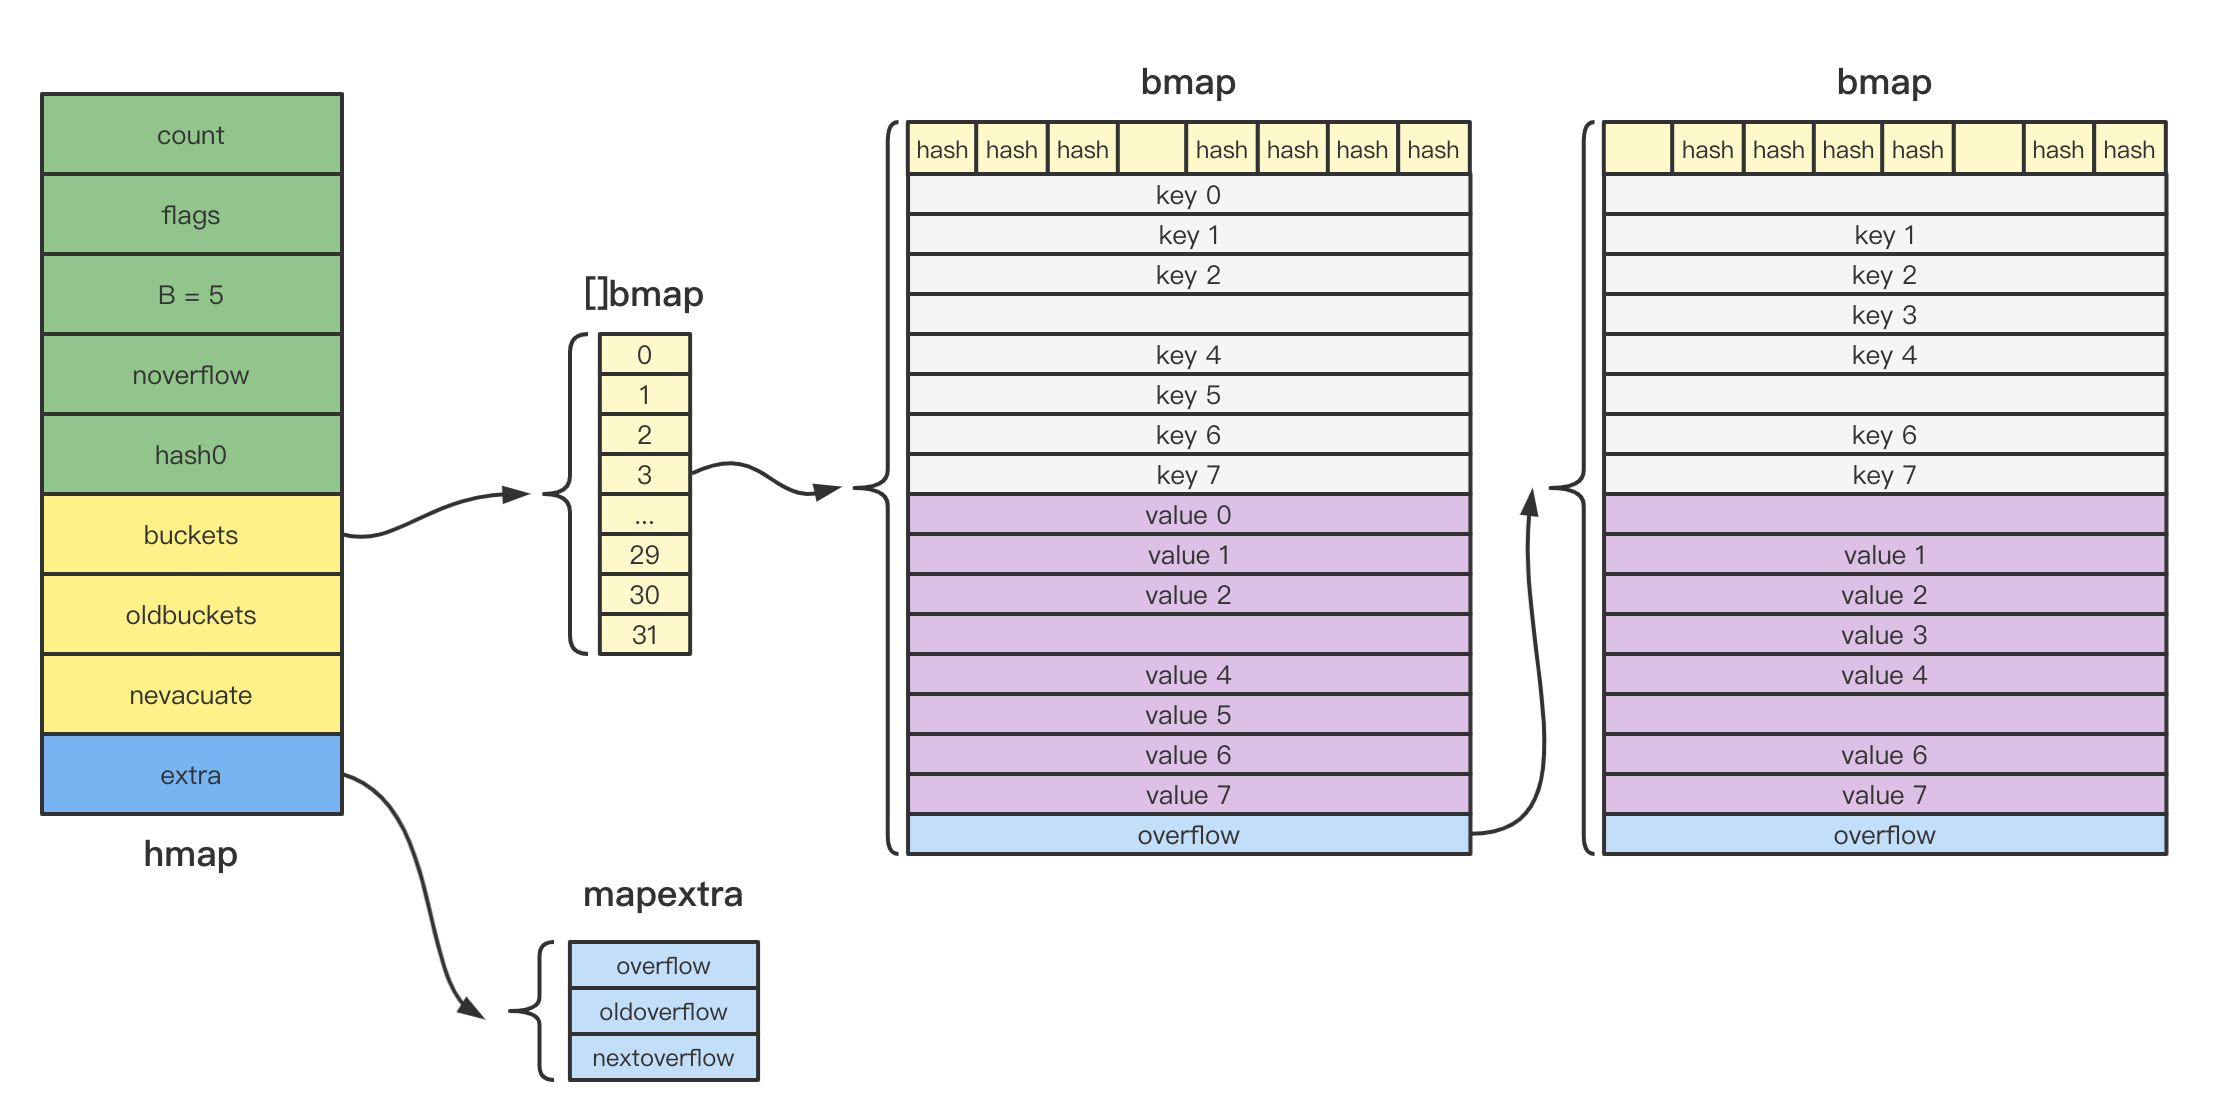 count
flags
B = 5
noverflow
hash0
buckets
oldbuckets
nevacuate
extra
hmap
[]bmap
0
1
2
3
...
29
30
31
mapextra
overflow
oldoverflow
nextoverflow
bmap
hash hash hash hash hash hash hash
key 0
key 1
key 2
key 4
key 5
key 6
key 7
value 0
value 1
value 2
value 4
value 5
value 6
value 7
overflow
bmap
hash hash hash hash hash hash
key 1
key 2
key 3
key 4
key 6
key 7
value 1
value 2
value 3
value 4
value 6
value 7
overflow